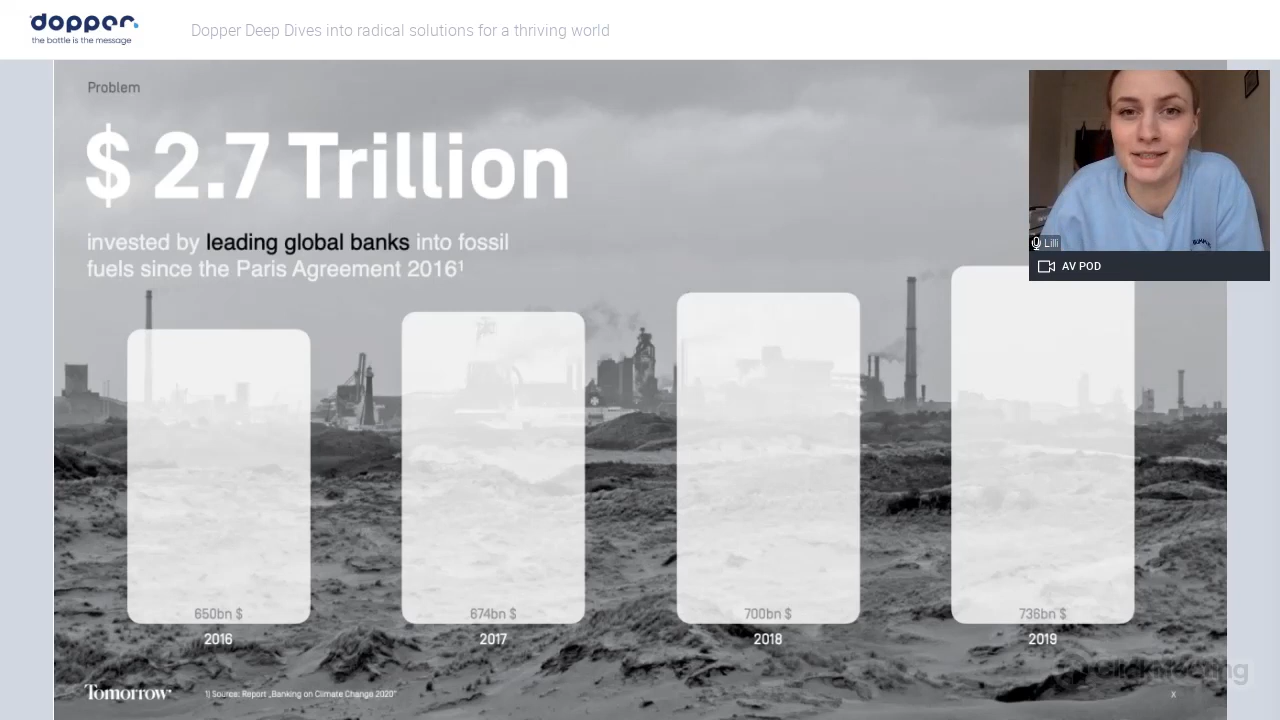 dopper
the bottle is the message
Dopper Deep Dives into radical solutions for a thriving world
Problem
$ 2.7 Trillion
invested by leading global banks into fossil
fuels since the Paris Agreement 2016¹
Lilli
AV POD
650bn $
674bn $
700bn $
736bn $
2016
2017
2018
2019
Tomorrow
1) Source: Report „Banking on Climate Change 2020"
ClickMeeting
X